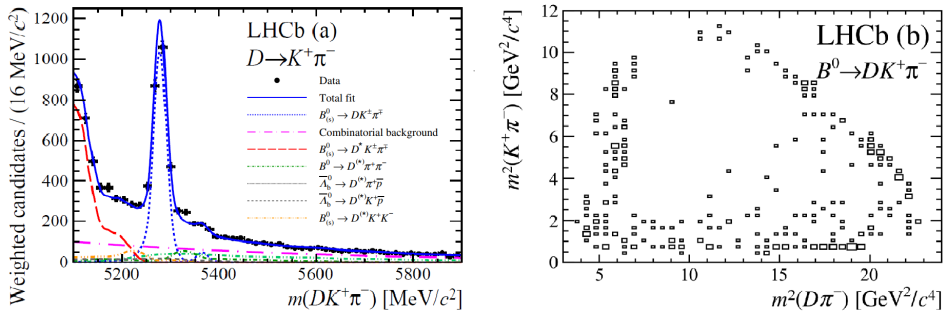 Weighted candidates / (16 MeV/c²)
1200
1000
800
600
400
200
0
LHCb (a)
D→K⁺π⁻
Data
Total fit
B⁰₍ₛ₎ → DK^±π^∓
Combinatorial background
B⁰₍ₛ₎ → D^*K^±π^∓
B⁰ → D^(*)π⁺π⁻
Λ̅_b⁰ → D^(*)π⁺p̅
Λ̅_b⁰ → D^(*)K⁺p̅
B⁰₍ₛ₎ → D^(*)K⁺K⁻
5200 5400 5600 5800
m(DK⁺π⁻) [MeV/c²]
m²(K⁺π⁻) [GeV²/c⁴]
12
10
8
6
4
2
0
LHCb (b)
B⁰→DK⁺π⁻
5 10 15 20
m²(Dπ⁻) [GeV²/c⁴]